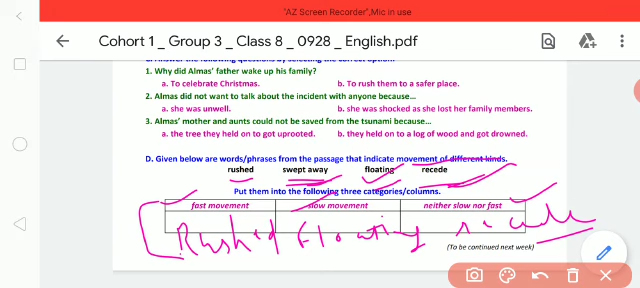 "AZ Screen Recorder",Mic in use
Cohort 1 _ Group 3 _ Class 8 _ 0928 _ English.pdf
1. Why did Almas' father wake up his family?
a. To celebrate Christmas. b. To rush them to a safer place.
2. Almas did not want to talk about the incident with anyone because...
a. she was unwell. b. she was shocked as she lost her family members.
3. Almas' mother and aunts could not be saved from the tsunami because...
a. the tree they held on to got uprooted. b. they held on to a log of wood and got drowned.
D. Given below are words/phrases from the passage that indicate movement of different kinds.
rushed swept away floating recede
Put them into the following three categories/columns.
fast movement slow movement neither slow nor fast
Rushed Floating recede
(To be continued next week)